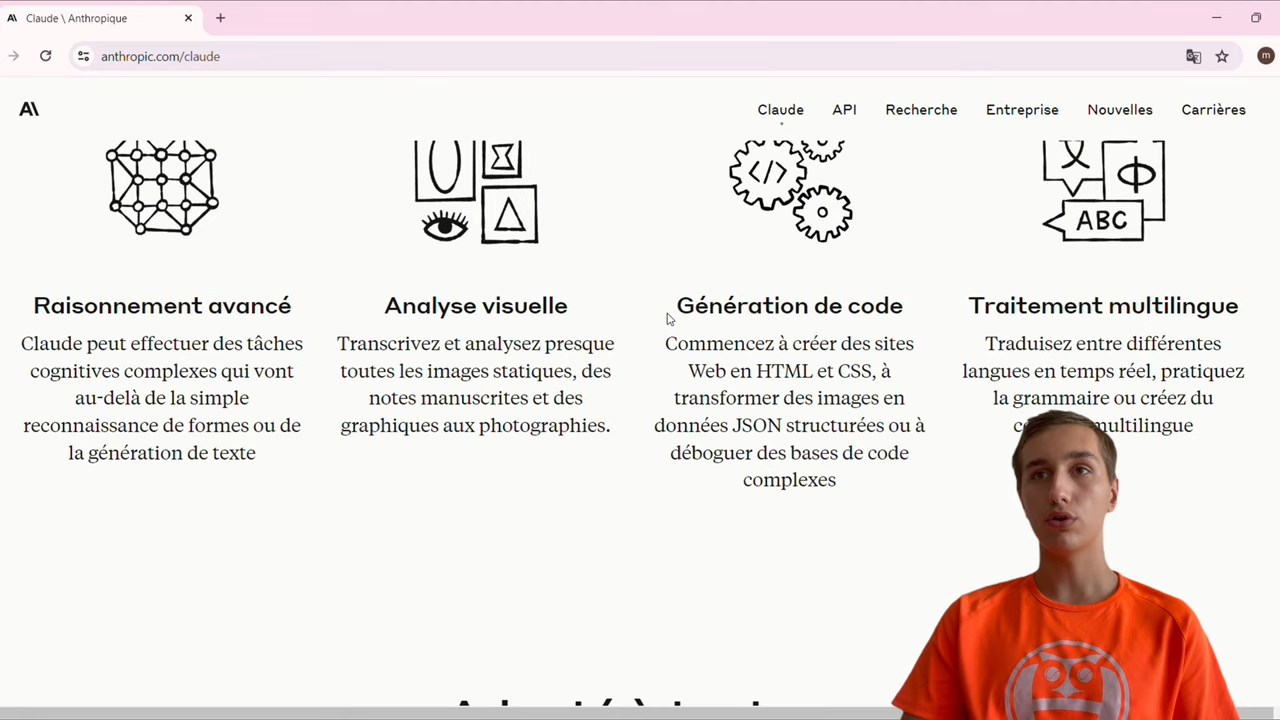 Claude \ Anthropique
anthropic.com/claude
m
A\
Claude API Recherche Entreprise Nouvelles Carrières
ABC
Raisonnement avancé
Claude peut effectuer des tâches
cognitives complexes qui vont
au-delà de la simple
reconnaissance de formes ou de
la génération de texte
Analyse visuelle
Transcrivez et analysez presque
toutes les images statiques, des
notes manuscrites et des
graphiques aux photographies.
</>
Génération de code
Commencez à créer des sites
Web en HTML et CSS, à
transformer des images en
données JSON structurées ou à
déboguer des bases de code
complexes
Traitement multilingue
Traduisez entre différentes
langues en temps réel, pratiquez
la grammaire ou créez du
multilingue